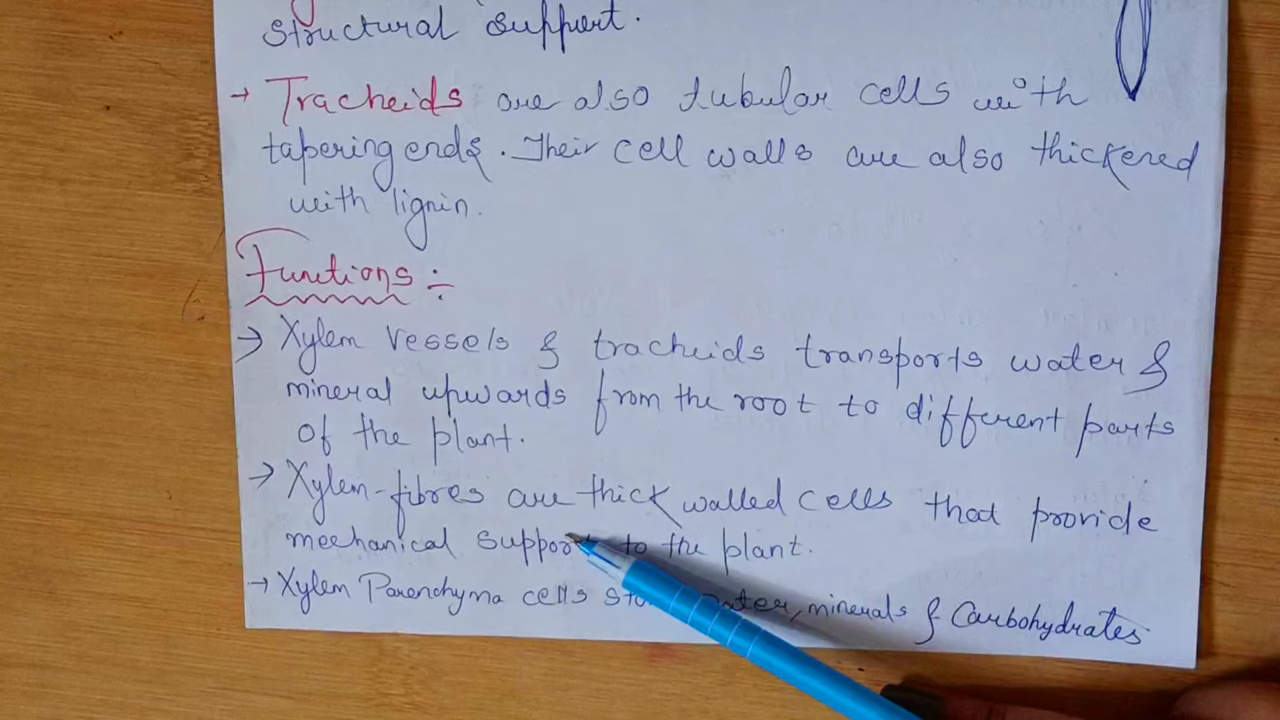 structural support.
→ Tracheids are also tubular cells with
tapering ends. Their cell walls are also thickered
with lignin.
Functions :-
→ Xylem vessels & tracheids transports water &
mineral upwards from the root to different parts
of the plant.
→ Xylem-fibres are thick walled cells that provide
mechanical support to the plant.
→ Xylem Parenchyma cells water, minerals & Carbohydrates